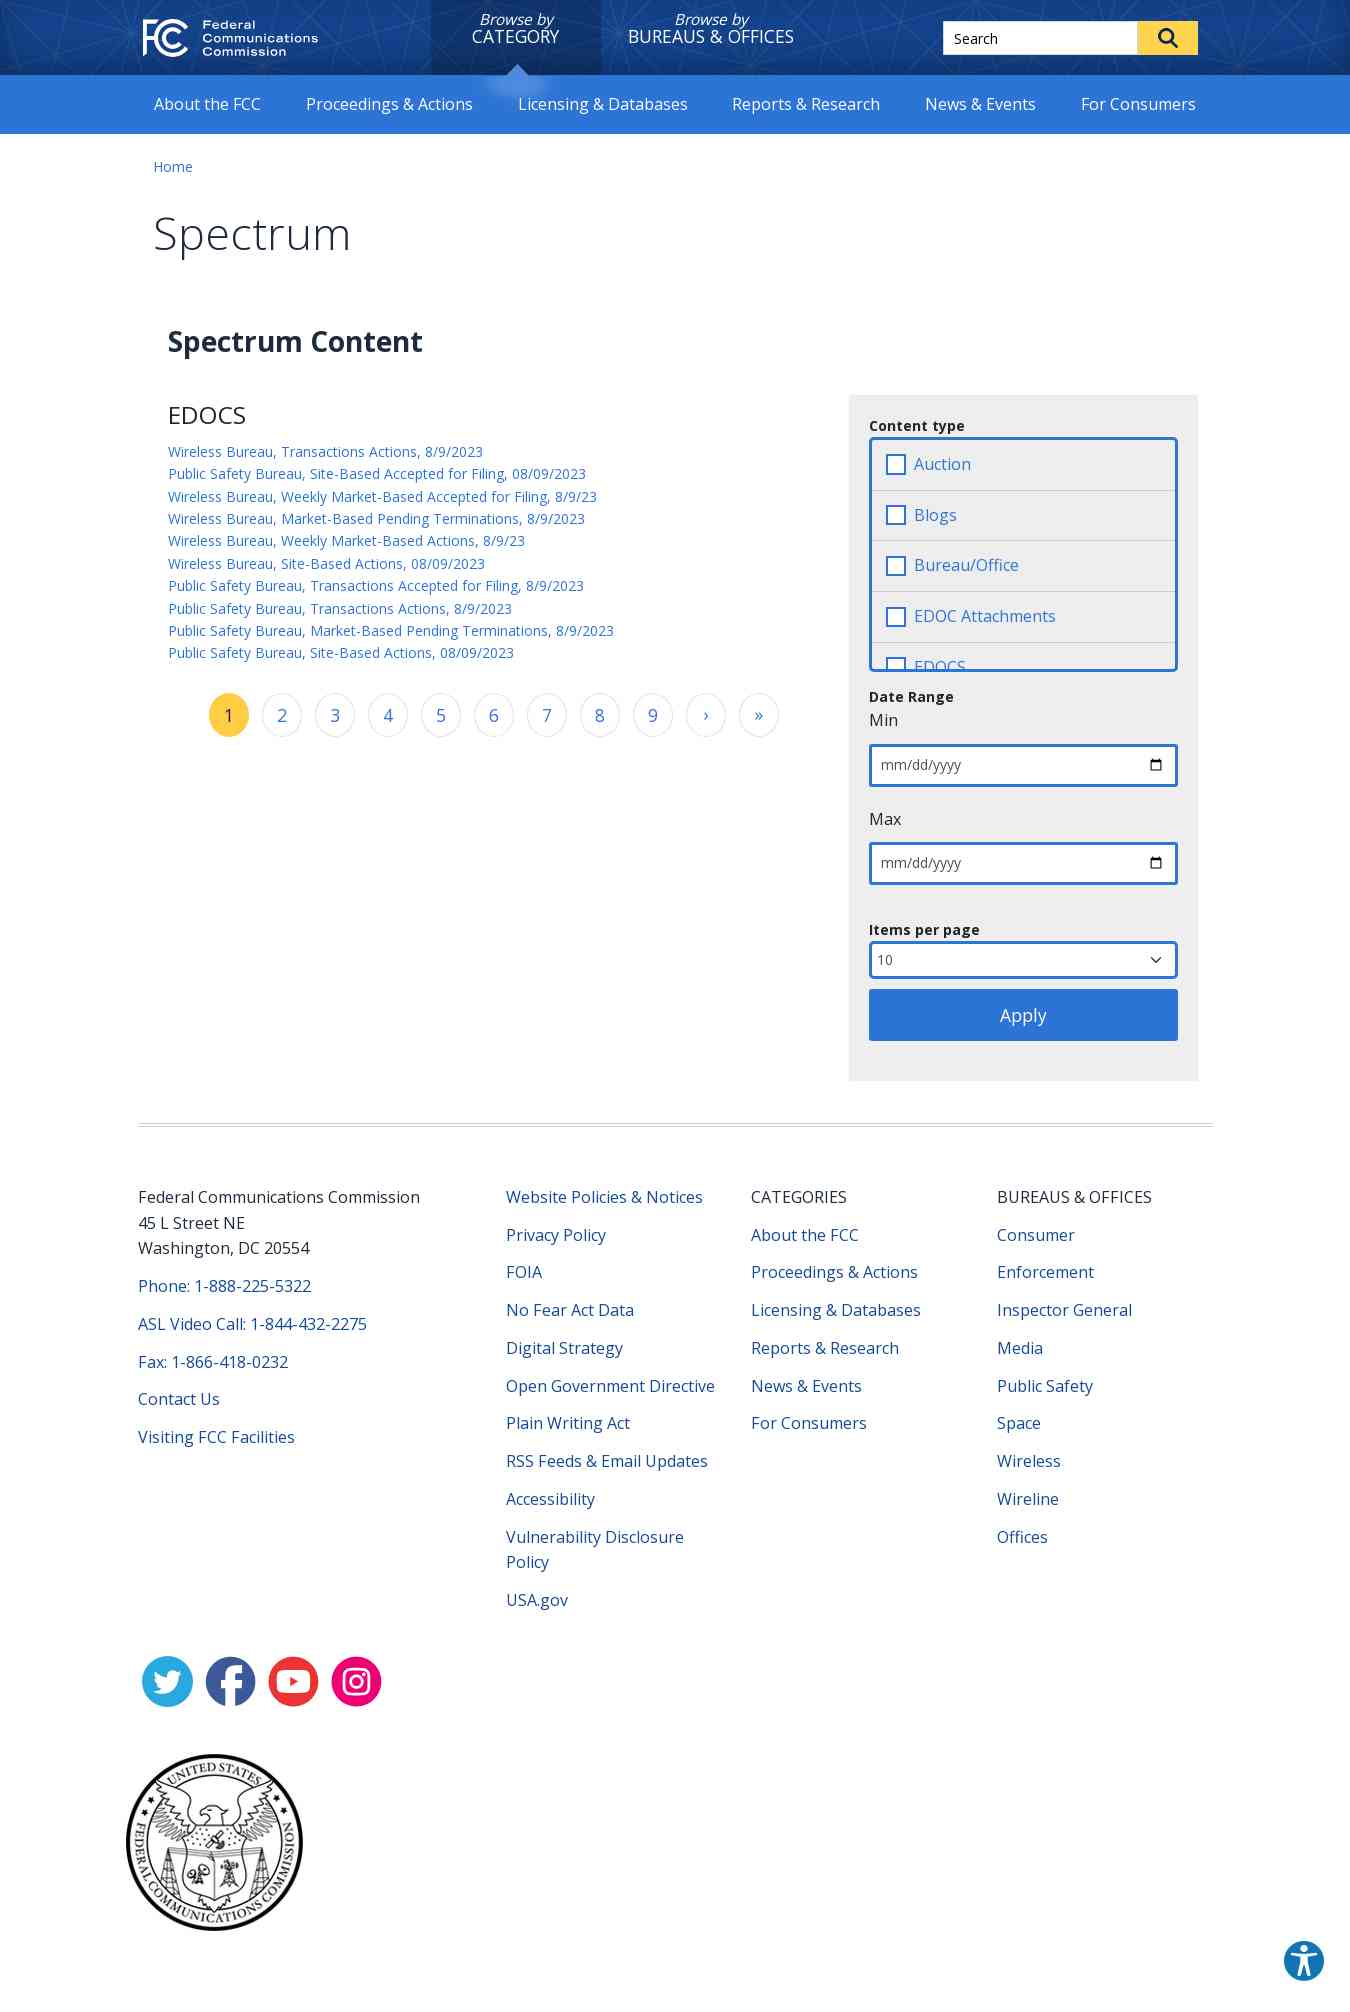 Federal
Communications
Commission
Browse by
CATEGORY
Browse by
BUREAUS & OFFICES
Search
About the FCC
Proceedings & Actions
Licensing & Databases
Reports & Research
News & Events
For Consumers
Home
Spectrum
Spectrum Content
EDOCS
Wireless Bureau, Transactions Actions, 8/9/2023
Public Safety Bureau, Site-Based Accepted for Filing, 08/09/2023
Wireless Bureau, Weekly Market-Based Accepted for Filing, 8/9/23
Wireless Bureau, Market-Based Pending Terminations, 8/9/2023
Wireless Bureau, Weekly Market-Based Actions, 8/9/23
Wireless Bureau, Site-Based Actions, 08/09/2023
Public Safety Bureau, Transactions Accepted for Filing, 8/9/2023
Public Safety Bureau, Transactions Actions, 8/9/2023
Public Safety Bureau, Market-Based Pending Terminations, 8/9/2023
Public Safety Bureau, Site-Based Actions, 08/09/2023
1 2 3 4 5 6 7 8 9 › »
Content type
Auction
Blogs
Bureau/Office
EDOC Attachments
EDOCS
Date Range
Min
mm/dd/yyyy
Max
mm/dd/yyyy
Items per page
10
Apply
Federal Communications Commission
45 L Street NE
Washington, DC 20554
Phone: 1-888-225-5322
ASL Video Call: 1-844-432-2275
Fax: 1-866-418-0232
Contact Us
Visiting FCC Facilities
Website Policies & Notices
Privacy Policy
FOIA
No Fear Act Data
Digital Strategy
Open Government Directive
Plain Writing Act
RSS Feeds & Email Updates
Accessibility
Vulnerability Disclosure
Policy
USA.gov
CATEGORIES
About the FCC
Proceedings & Actions
Licensing & Databases
Reports & Research
News & Events
For Consumers
BUREAUS & OFFICES
Consumer
Enforcement
Inspector General
Media
Public Safety
Space
Wireless
Wireline
Offices
UNITED STATES
FEDERAL COMMUNICATIONS COMMISSION